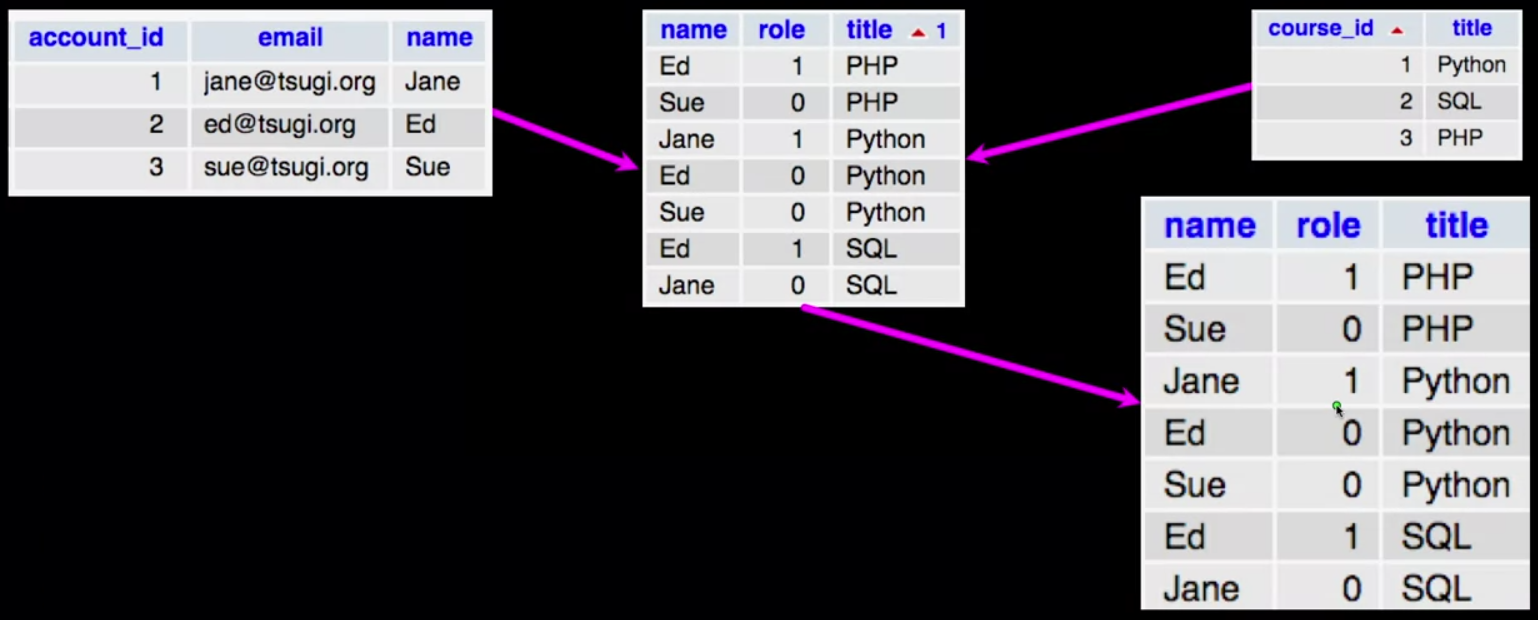 account_id email name
1 jane@tsugi.org Jane
2 ed@tsugi.org Ed
3 sue@tsugi.org Sue
name role title 1
Ed 1 PHP
Sue 0 PHP
Jane 1 Python
Ed 0 Python
Sue 0 Python
Ed 1 SQL
Jane 0 SQL
course_id title
1 Python
2 SQL
3 PHP
name role title
Ed 1 PHP
Sue 0 PHP
Jane 1 Python
Ed 0 Python
Sue 0 Python
Ed 1 SQL
Jane 0 SQL